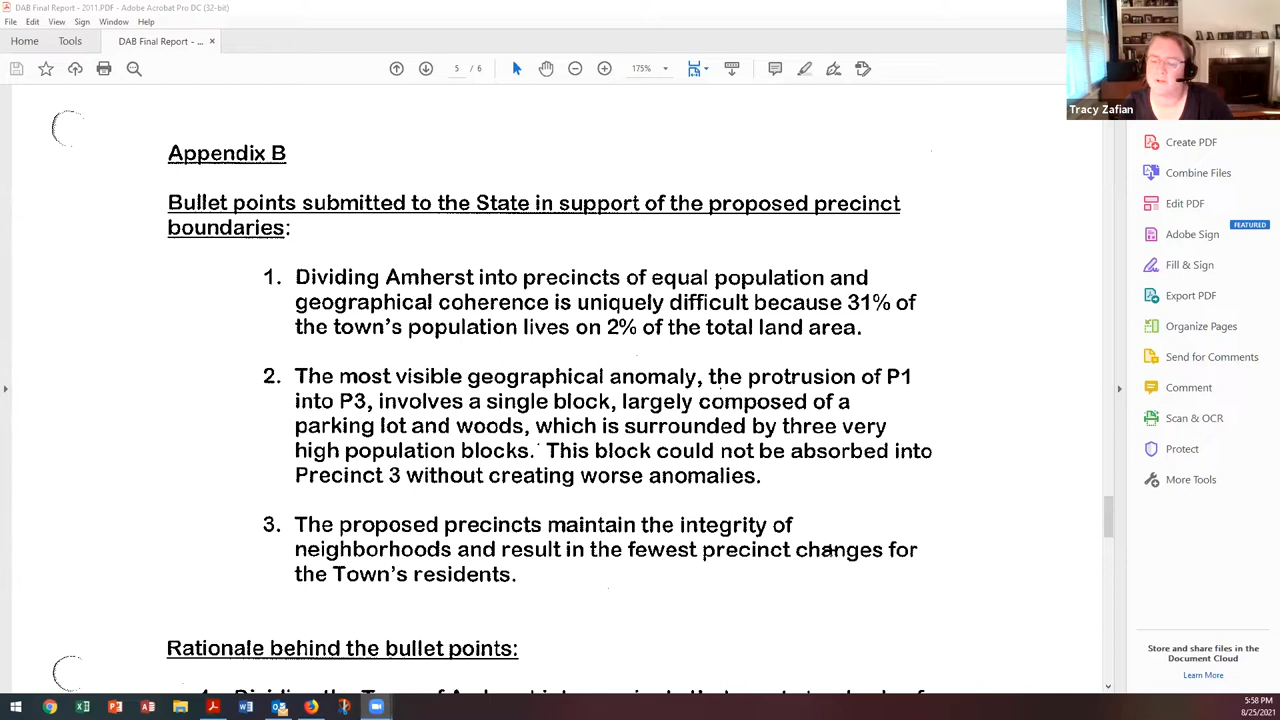 DAB Final Report - 2011.PDF - Adobe Acrobat Pro DC (32-bit)
File Edit View Sign Window Help
Home Tools DAB Final Report - ... ×
5 / 6 175%
Tracy Zafian
Appendix B
Bullet points submitted to the State in support of the proposed precinct
boundaries:
1. Dividing Amherst into precincts of equal population and
geographical coherence is uniquely difficult because 31% of
the town's population lives on 2% of the total land area.
2. The most visible geographical anomaly, the protrusion of P1
into P3, involves a single block, largely composed of a
parking lot and woods, which is surrounded by three very
high population blocks. This block could not be absorbed into
Precinct 3 without creating worse anomalies.
3. The proposed precincts maintain the integrity of
neighborhoods and result in the fewest precinct changes for
the Town's residents.
Rationale behind the bullet points:
Create PDF
Combine Files
Edit PDF
FEATURED
Adobe Sign
Fill & Sign
Export PDF
Organize Pages
Send for Comments
Comment
Scan & OCR
Protect
More Tools
Store and share files in the
Document Cloud
Learn More
5:58 PM
8/25/2021